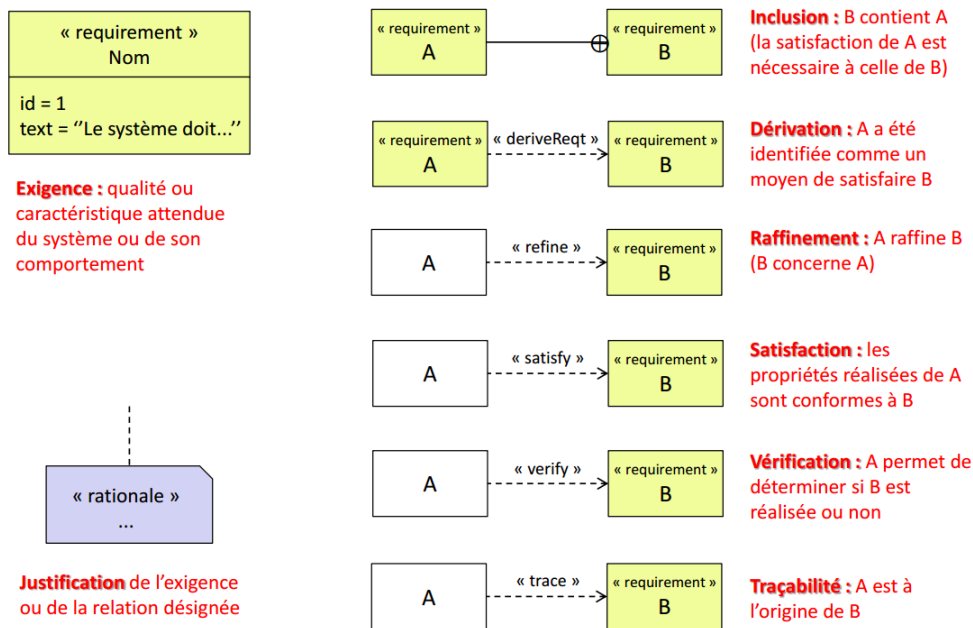 « requirement »
Nom
id = 1
text = ‘’Le système doit...’’
Exigence : qualité ou
caractéristique attendue
du système ou de son
comportement
« rationale »
...
Justification de l’exigence
ou de la relation désignée
« requirement »
A
« requirement »
B
Inclusion : B contient A
(la satisfaction de A est
nécessaire à celle de B)
« requirement »
A
« deriveReqt »
« requirement »
B
Dérivation : A a été
identifiée comme un
moyen de satisfaire B
A
« refine »
« requirement »
B
Raffinement : A raffine B
(B concerne A)
A
« satisfy »
« requirement »
B
Satisfaction : les
propriétés réalisées de A
sont conformes à B
A
« verify »
« requirement »
B
Vérification : A permet de
déterminer si B est
réalisée ou non
A
« trace »
« requirement »
B
Traçabilité : A est à
l’origine de B